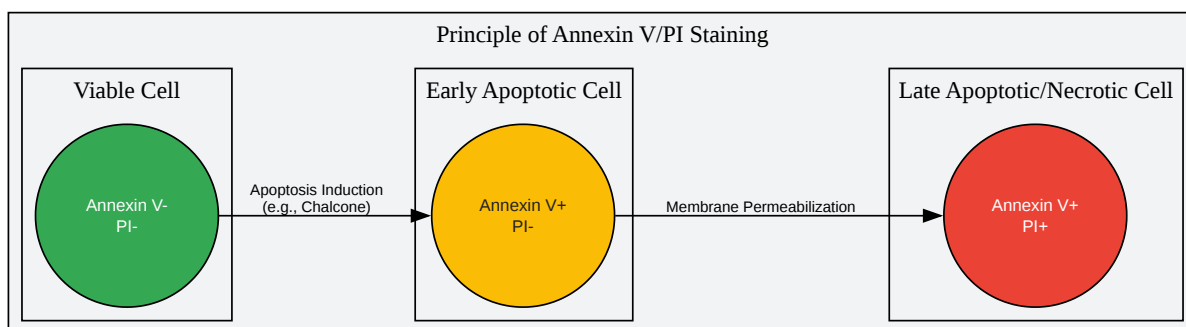 Principle of Annexin V/PI Staining
Viable Cell
Early Apoptotic Cell
Late Apoptotic/Necrotic Cell
Annexin V-
PI-
Apoptosis Induction
(e.g., Chalcone)
Annexin V+
PI-
Membrane Permeabilization
Annexin V+
PI+